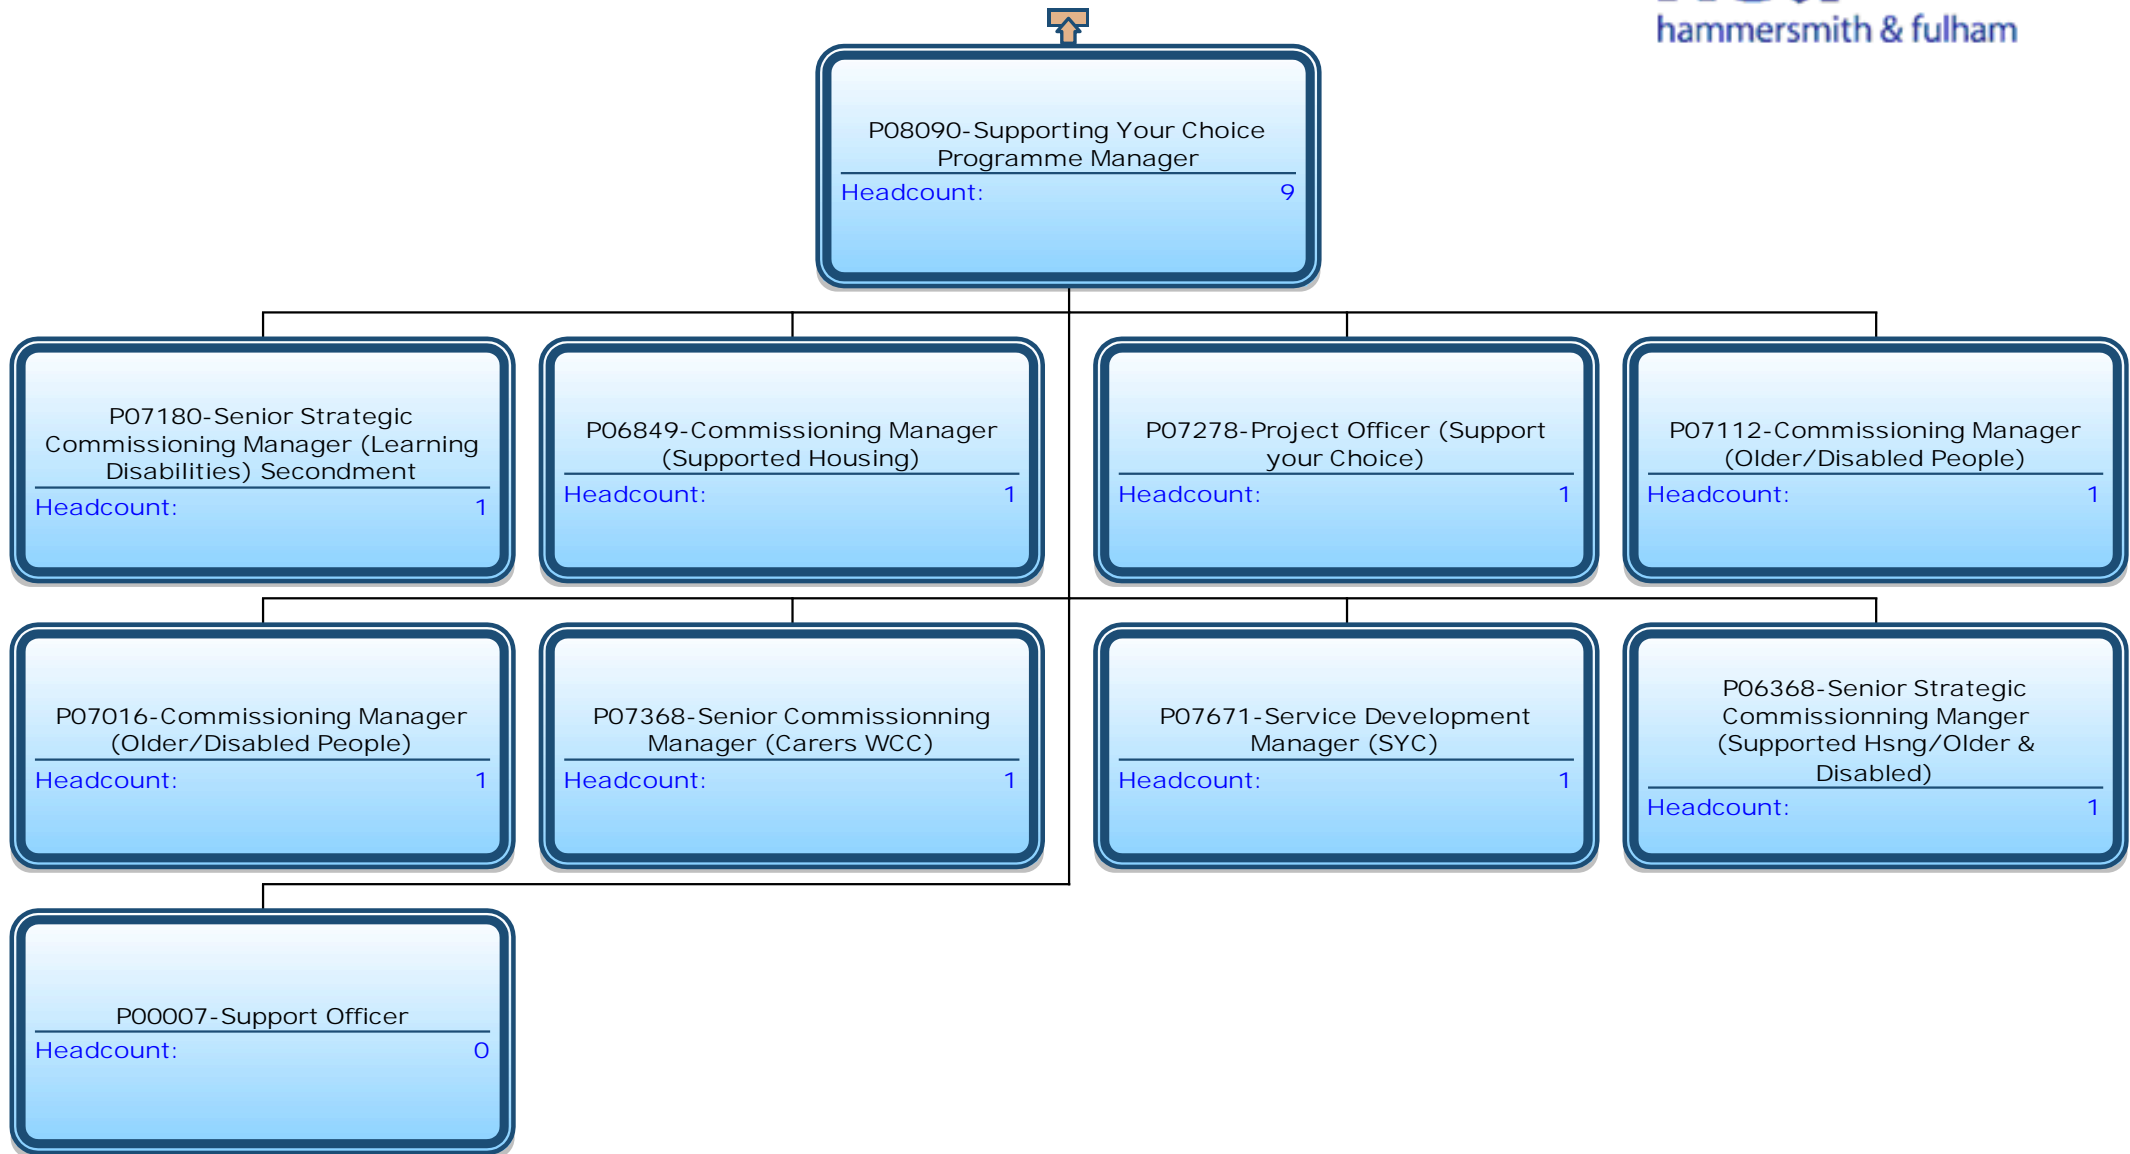 hammersmith & fulham
P08090-Supporting Your Choice
Programme Manager
Headcount: 9
P07180-Senior Strategic
Commissioning Manager (Learning
Disabilities) Secondment
Headcount: 1
P06849-Commissioning Manager
(Supported Housing)
Headcount: 1
P07278-Project Officer (Support
your Choice)
Headcount: 1
P07112-Commissioning Manager
(Older/Disabled People)
Headcount: 1
P07016-Commissioning Manager
(Older/Disabled People)
Headcount: 1
P07368-Senior Commissionning
Manager (Carers WCC)
Headcount: 1
P07671-Service Development
Manager (SYC)
Headcount: 1
P06368-Senior Strategic
Commissionning Manger
(Supported Hsng/Older &
Disabled)
Headcount: 1
P00007-Support Officer
Headcount: 0